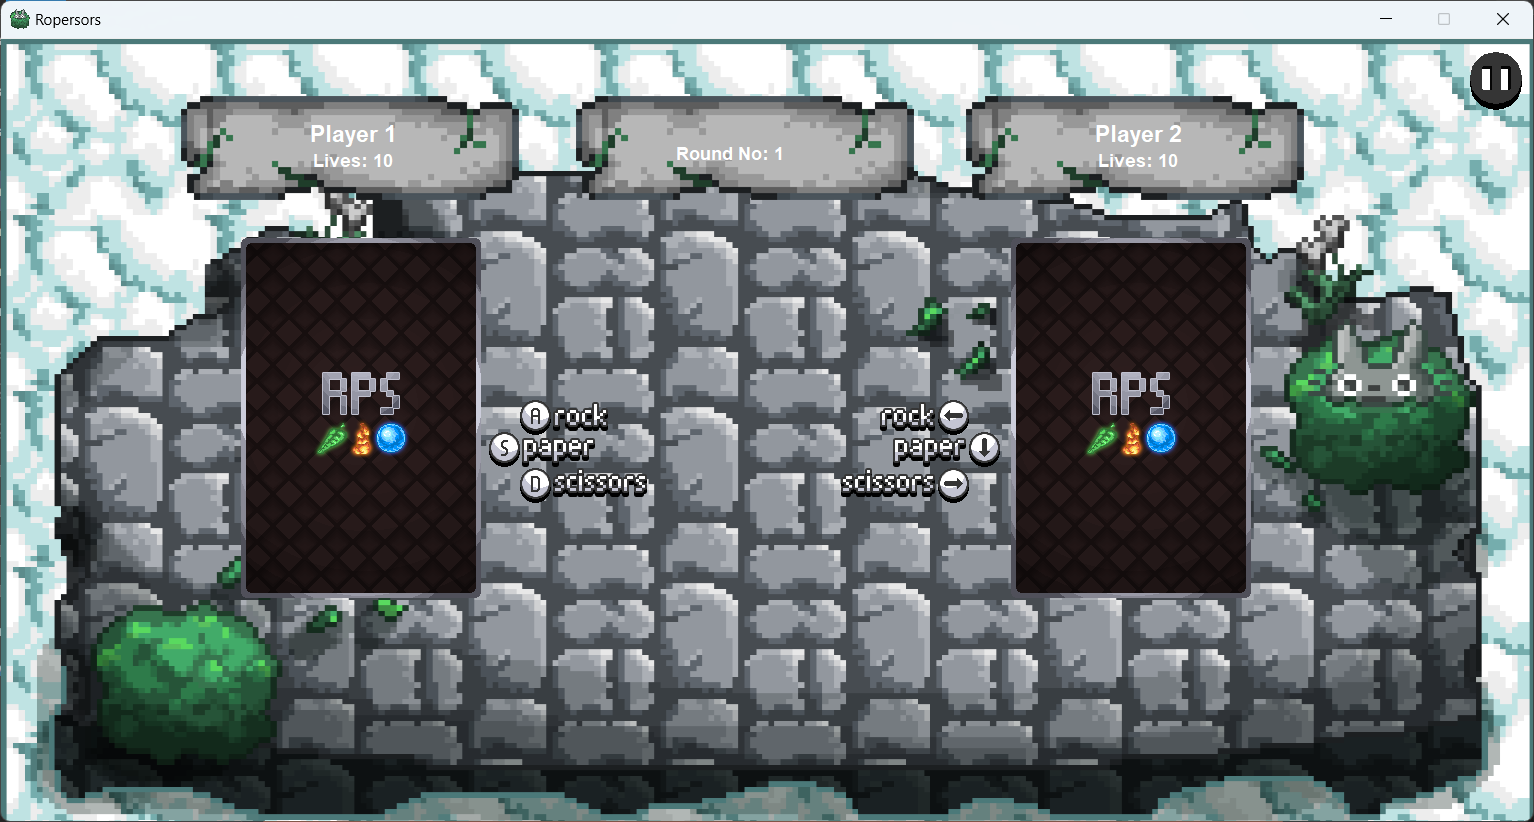 Ropersors
Player 1
Lives: 10
Round No: 1
Player 2
Lives: 10
RPS
A rock
S paper
D scissors
rock ←
paper ↓
scissors →
RPS